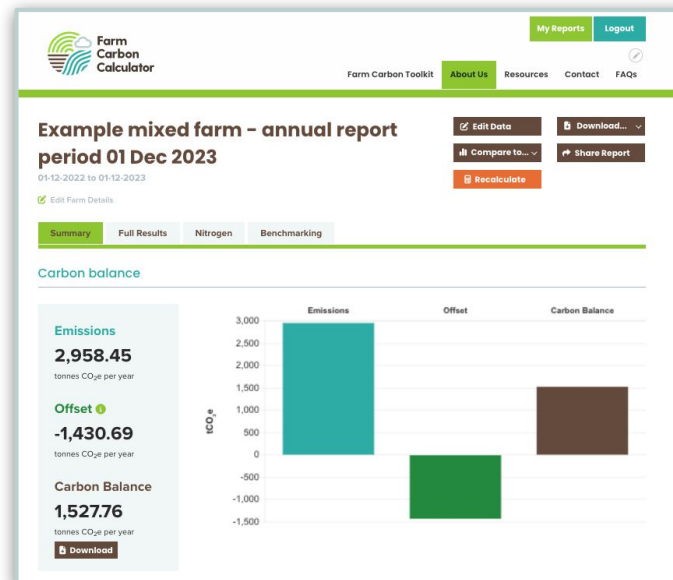 My Reports
Logout
Farm
Carbon
Calculator
Farm Carbon Toolkit
About Us
Resources
Contact
FAQs
Example mixed farm - annual report
period 01 Dec 2023
01-12-2022 to 01-12-2023
Edit Farm Details
Edit Data
Download...
Compare to...
Share Report
Recalculate
Summary
Full Results
Nitrogen
Benchmarking
Carbon balance
Emissions
2,958.45
tonnes CO₂e per year
Offset
-1,430.69
tonnes CO₂e per year
Carbon Balance
1,527.76
tonnes CO₂e per year
Download
Emissions
Offset
Carbon Balance
3,000
2,500
2,000
1,500
1,000
500
0
-500
-1,000
-1,500
tCO₂e